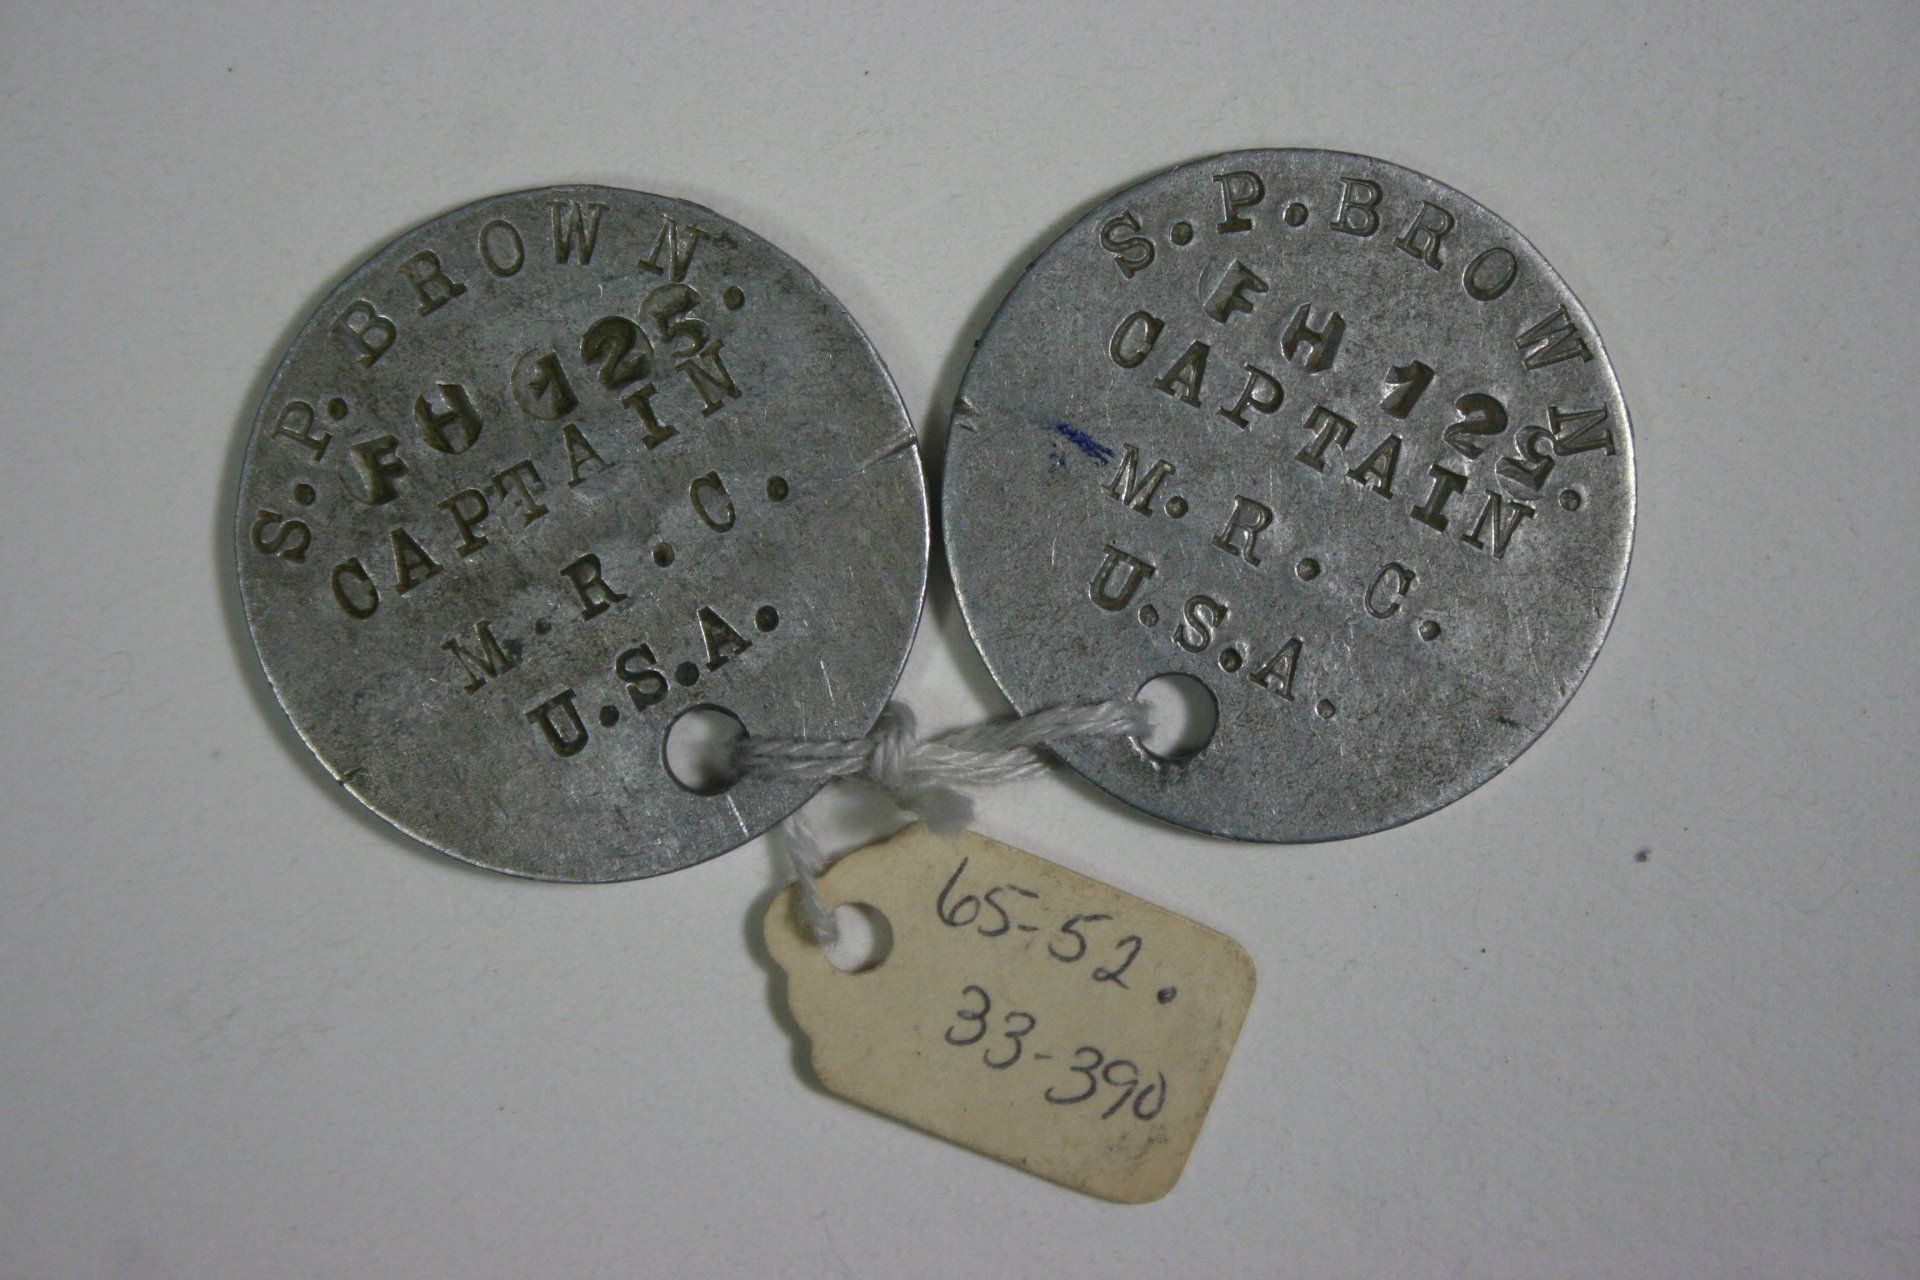 S.P.BROWN.
FH 125
CAPTAIN
M.R.C.
U.S.A.
S.P.BROWN
FH 125.
CAPTAIN
M.R.C.
U.S.A.
65-52.
33-390